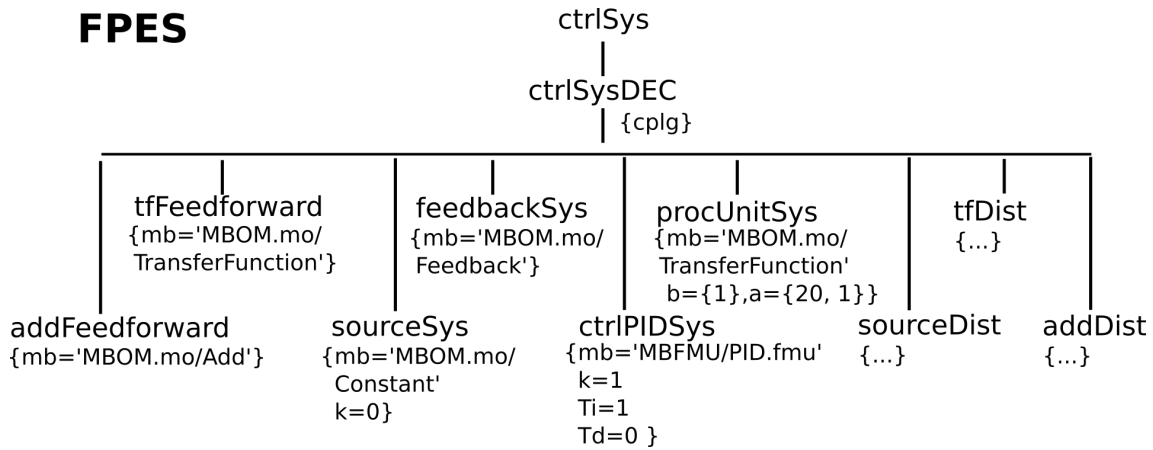 FPES
ctrlSys
ctrlSysDEC
{cplg}
tfFeedforward
{mb='MBOM.mo/
TransferFunction'}
feedbackSys
{mb='MBOM.mo/
Feedback'}
procUnitSys
{mb='MBOM.mo/
TransferFunction'
b={1},a={20, 1}}
tfDist
{...}
addFeedforward
{mb='MBOM.mo/Add'}
sourceSys
{mb='MBOM.mo/
Constant'
k=0}
ctrlPIDSys
{mb='MBFMU/PID.fmu'
k=1
Ti=1
Td=0 }
sourceDist
{...}
addDist
{...}